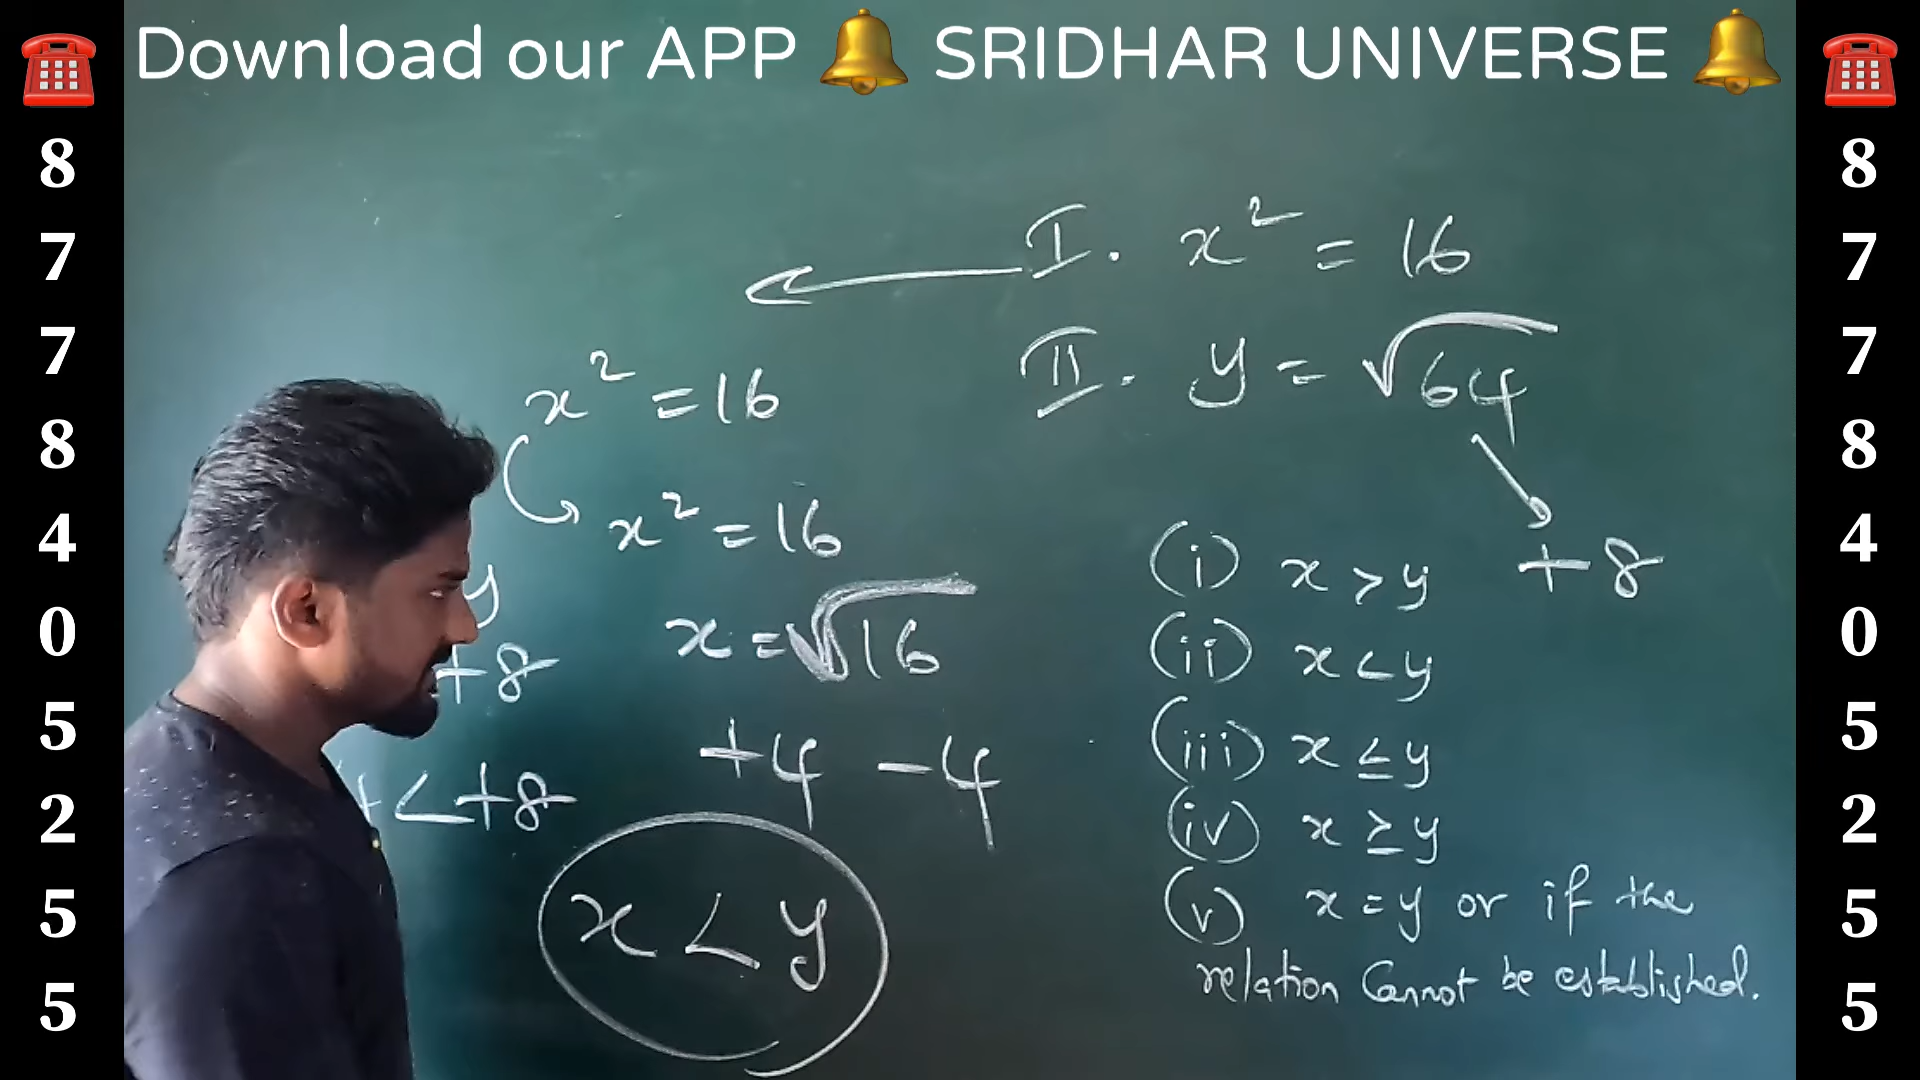 Download our APP 🔔 SRIDHAR UNIVERSE 🔔
8
7
7
8
4
0
5
2
5
5
I. x² = 16
II. y = √64
+8
x² = 16
x² = 16
x = √16
+4 -4
y
+8
< +8
x < y
(i) x > y
(ii) x < y
(iii) x ≤ y
(iv) x ≥ y
(v) x = y or if the
relation Cannot be established.
8
7
7
8
4
0
5
2
5
5